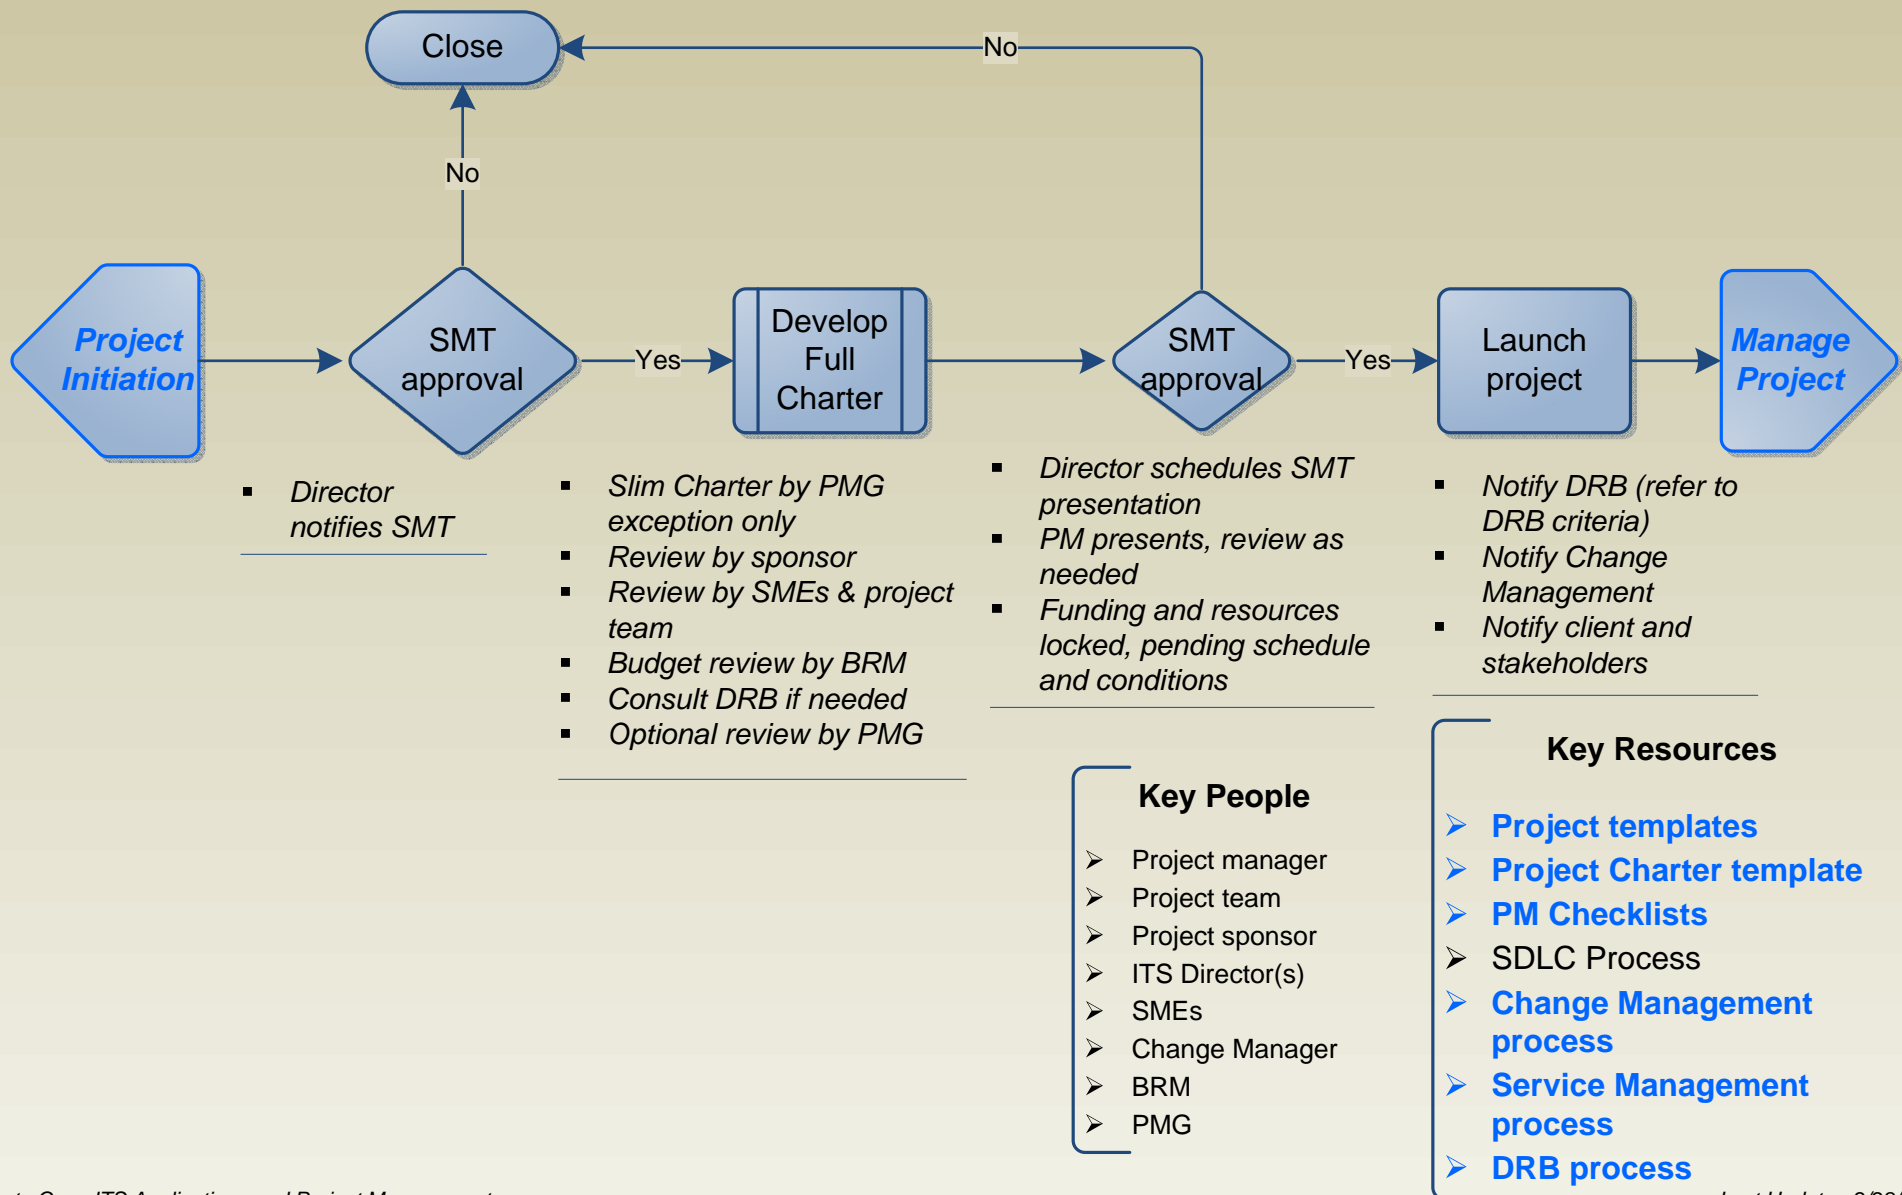 Close
No
No
Project
Initiation
SMT
approval
Yes
Develop
Full
Charter
SMT
approval
Yes
Launch
project
Manage
Project
▪ Director
notifies SMT
▪ Slim Charter by PMG
exception only
▪ Review by sponsor
▪ Review by SMEs & project
team
▪ Budget review by BRM
▪ Consult DRB if needed
▪ Optional review by PMG
▪ Director schedules SMT
presentation
▪ PM presents, review as
needed
▪ Funding and resources
locked, pending schedule
and conditions
▪ Notify DRB (refer to
DRB criteria)
▪ Notify Change
Management
▪ Notify client and
stakeholders
Key People
➢ Project manager
➢ Project team
➢ Project sponsor
➢ ITS Director(s)
➢ SMEs
➢ Change Manager
➢ BRM
➢ PMG
Key Resources
➢ Project templates
➢ Project Charter template
➢ PM Checklists
➢ SDLC Process
➢ Change Management
process
➢ Service Management
process
➢ DRB process